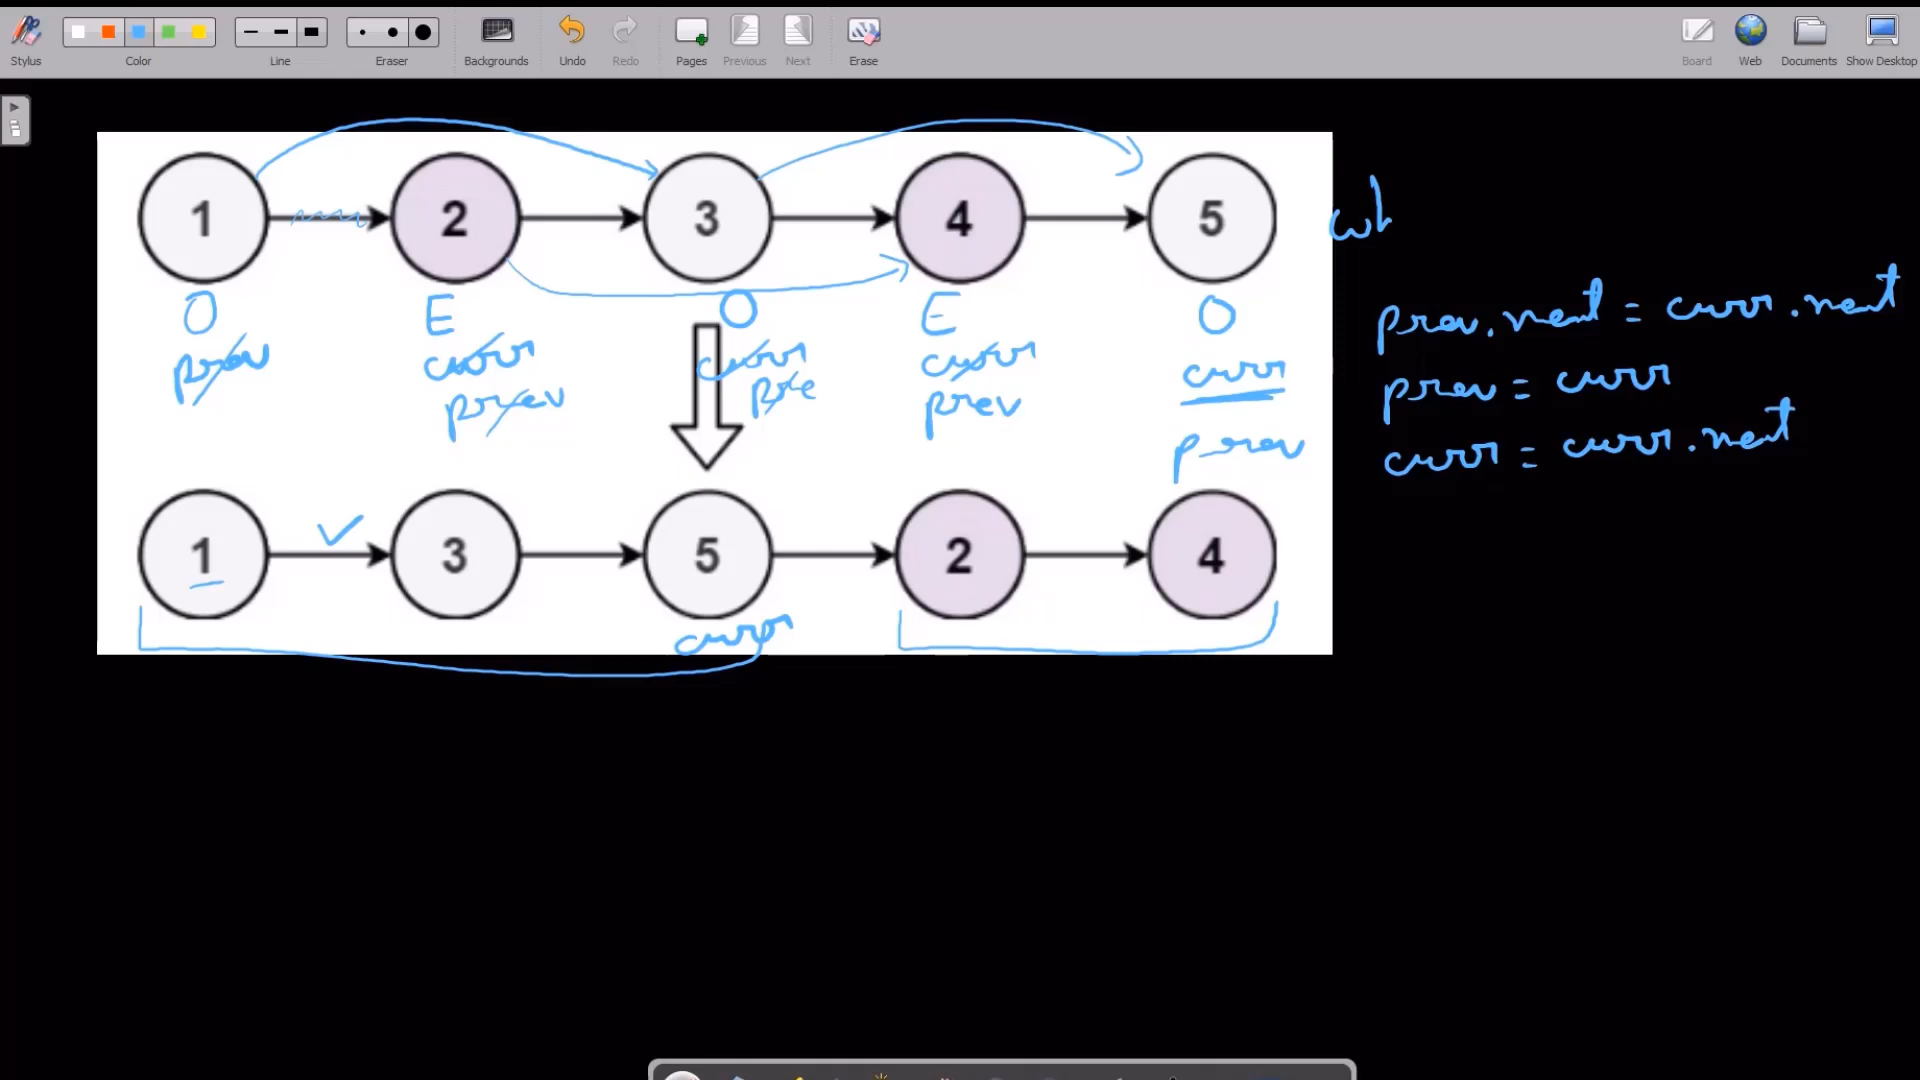 Stylus Color Line Eraser Backgrounds Undo Redo Pages Previous Next Erase Board Web Documents Show Desktop
1 2 3 4 5
O E O E O
prev curr curr curr curr
prev pre prev prev
prev.next = curr.next
prev = curr
curr = curr.next
1 3 5 2 4
curr